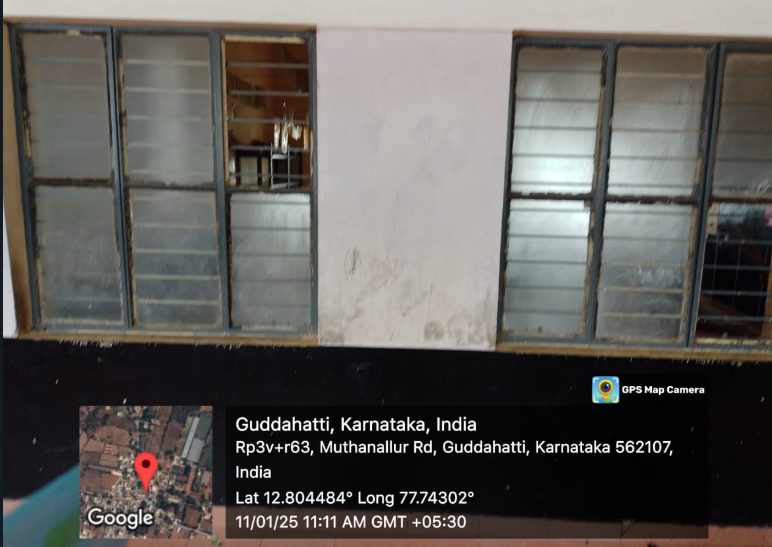 GPS Map Camera
Guddahatti, Karnataka, India
Rp3v+r63, Muthanallur Rd, Guddahatti, Karnataka 562107,
India
Lat 12.804484° Long 77.74302°
11/01/25 11:11 AM GMT +05:30
Google